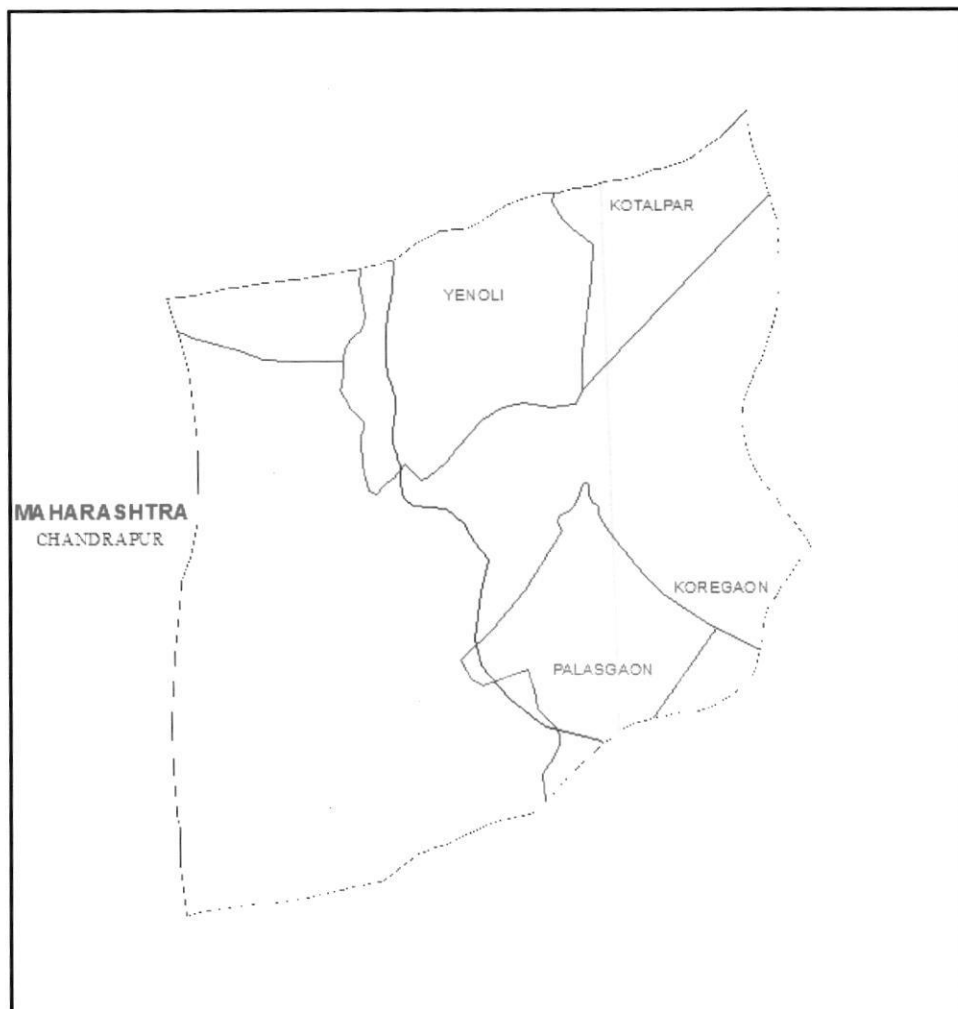 KOTALPAR
YENOLI
MAHARASHTRA
CHANDRAPUR
KOREGAON
PALASGAON